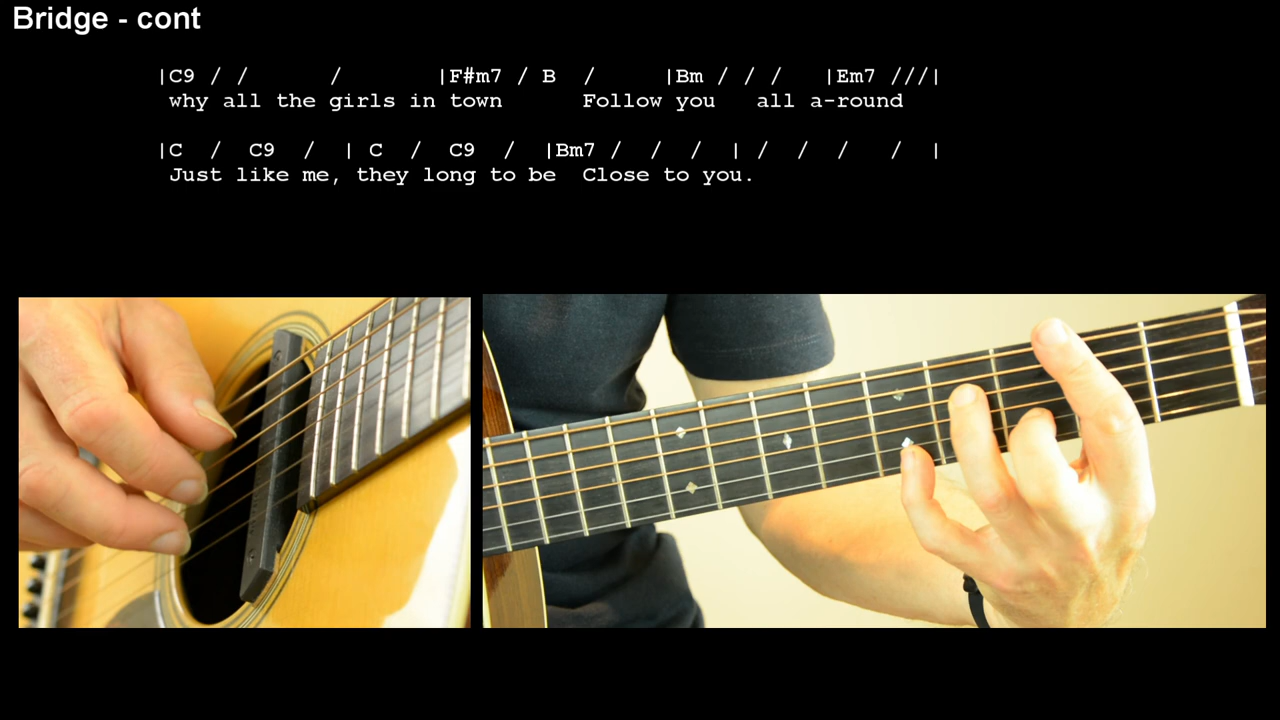 Bridge - cont
|C9 / / / |F#m7 / B / |Bm / / / |Em7 ///|
why all the girls in town Follow you all a-round
|C / C9 / | C / C9 / |Bm7 / / / | / / / / |
Just like me, they long to be Close to you.